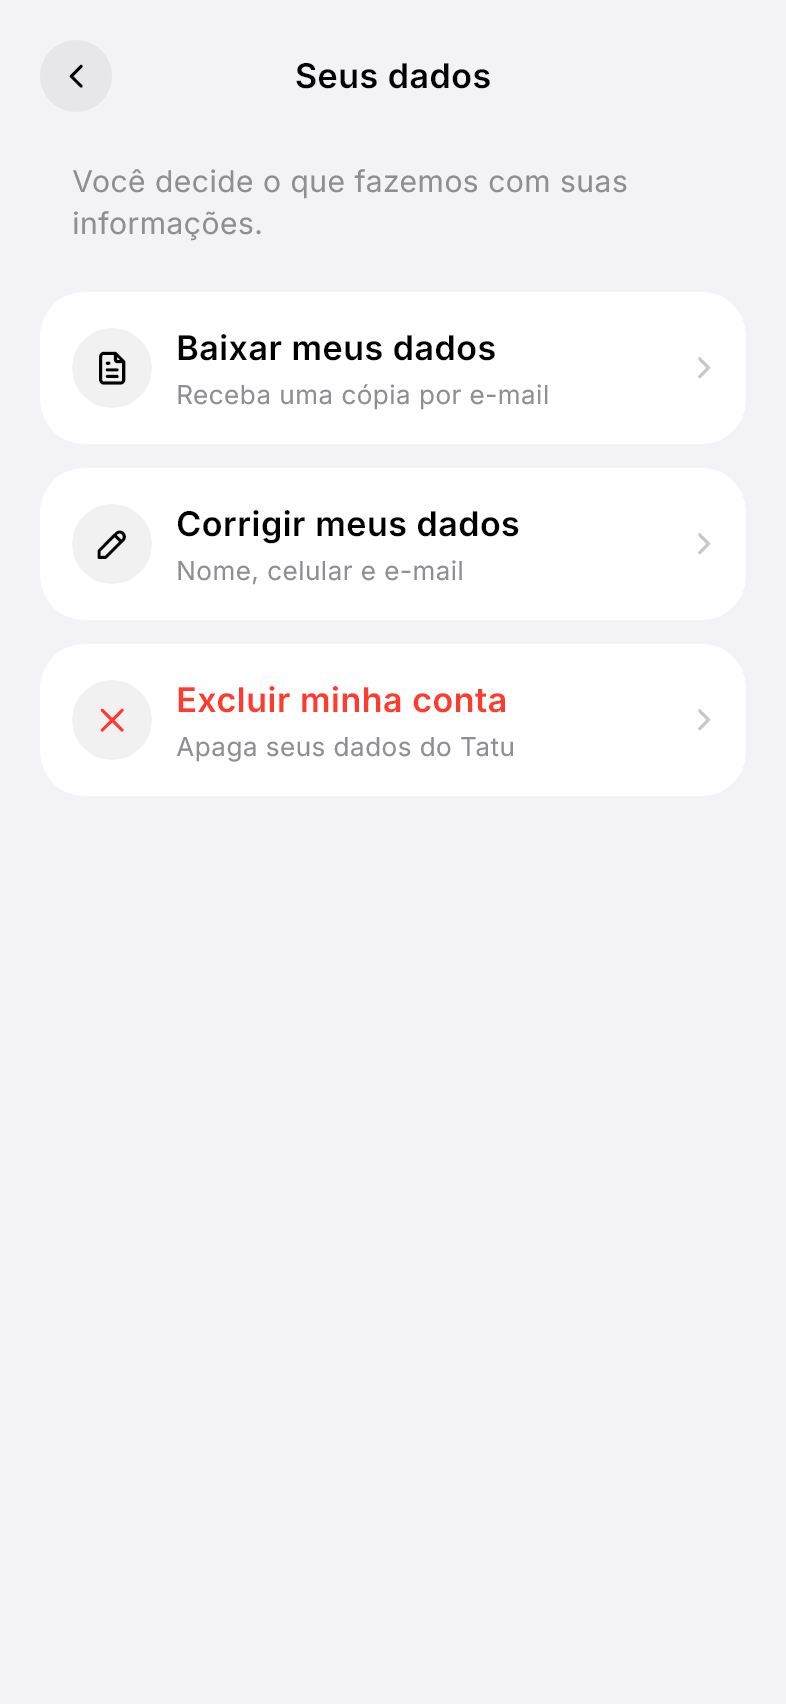 Seus dados
Você decide o que fazemos com suas
informações.
Baixar meus dados
Receba uma cópia por e-mail
Corrigir meus dados
Nome, celular e e-mail
Excluir minha conta
Apaga seus dados do Tatu